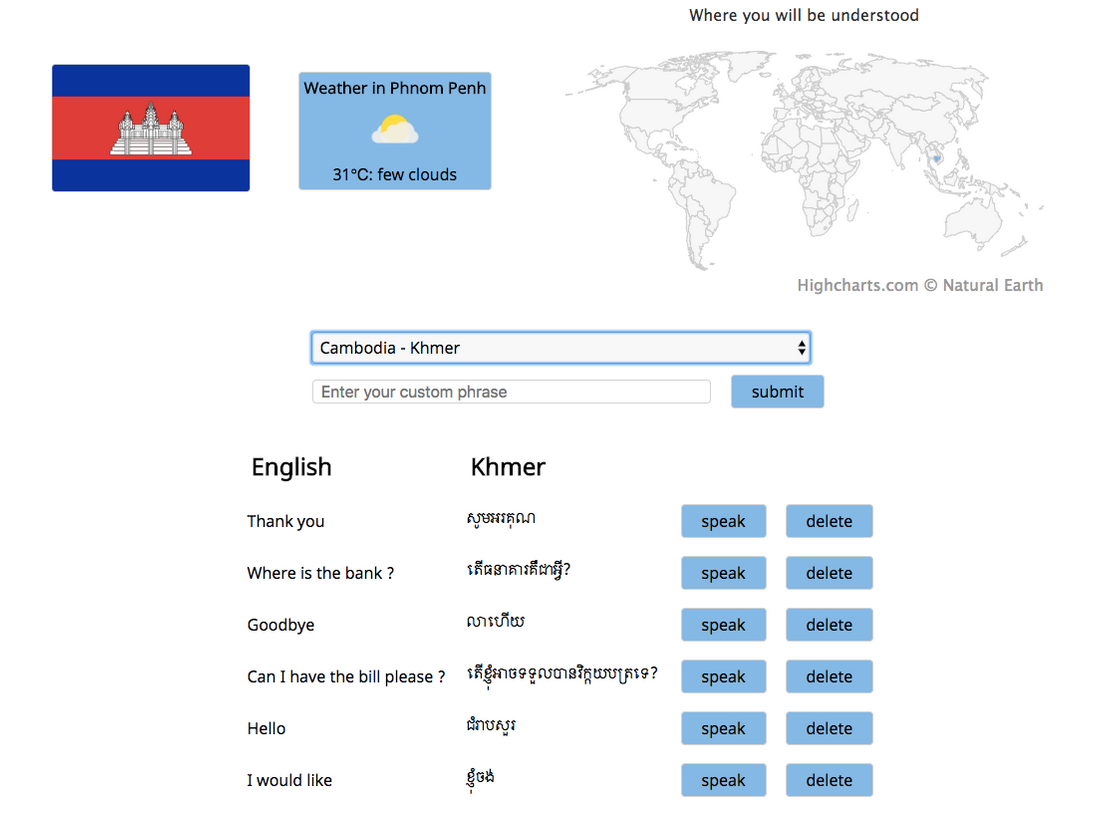 Where you will be understood
Weather in Phnom Penh
31°C: few clouds
Highcharts.com © Natural Earth
Cambodia - Khmer
Enter your custom phrase submit
English Khmer
Thank you សូមអរគុណ speak delete
Where is the bank ? តើធនាគារគឺជាអ្វី? speak delete
Goodbye លាហើយ speak delete
Can I have the bill please ? តើខ្ញុំអាចទទួលបានវិក្កយបត្រទេ? speak delete
Hello ជំរាបសួរ speak delete
I would like ខ្ញុំចង់ speak delete